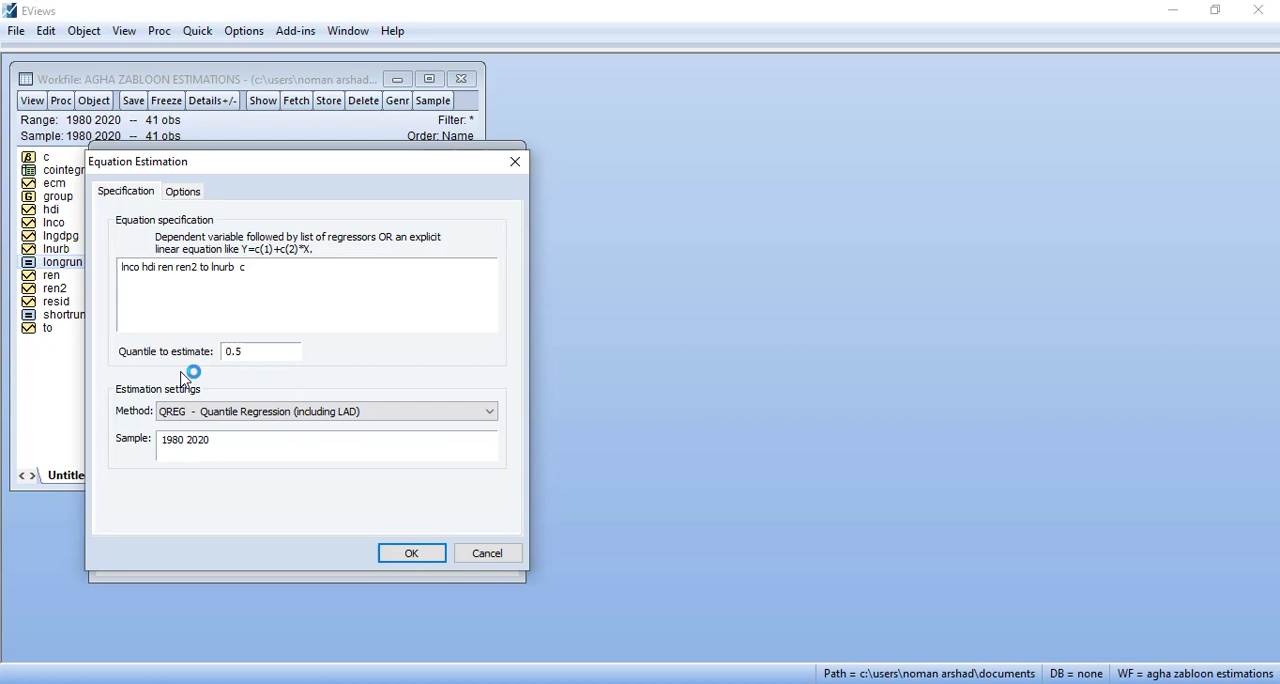 EViews
File Edit Object View Proc Quick Options Add-ins Window Help
Workfile: AGHA ZABLOON ESTIMATIONS - (c:\users\noman arshad...
View Proc Object Save Freeze Details+/- Show Fetch Store Delete Genr Sample
Range: 1980 2020 -- 41 obs Filter: *
Sample: 1980 2020 -- 41 obs Order: Name
c
cointegr
ecm
group
hdi
lnco
lngdpg
lnurb
longrun
ren
ren2
resid
shortrun
to
Untitle
Equation Estimation
Specification Options
Equation specification
Dependent variable followed by list of regressors OR an explicit
linear equation like Y=c(1)+c(2)*X.
lnco hdi ren ren2 to lnurb c
Quantile to estimate: 0.5
Estimation settings
Method: QREG - Quantile Regression (including LAD)
Sample: 1980 2020
OK Cancel
Path = c:\users\noman arshad\documents DB = none WF = agha zabloon estimations